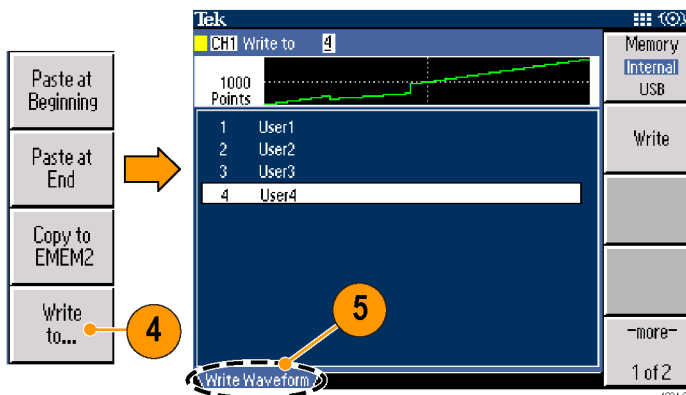 Paste at
Beginning
Paste at
End
Copy to
EMEM2
Write
to...
4
Tek
CH1 Write to 4
1000
Points
1 User1
2 User2
3 User3
4 User4
5
Write Waveform
Memory
Internal
USB
Write
-more-
1 of 2